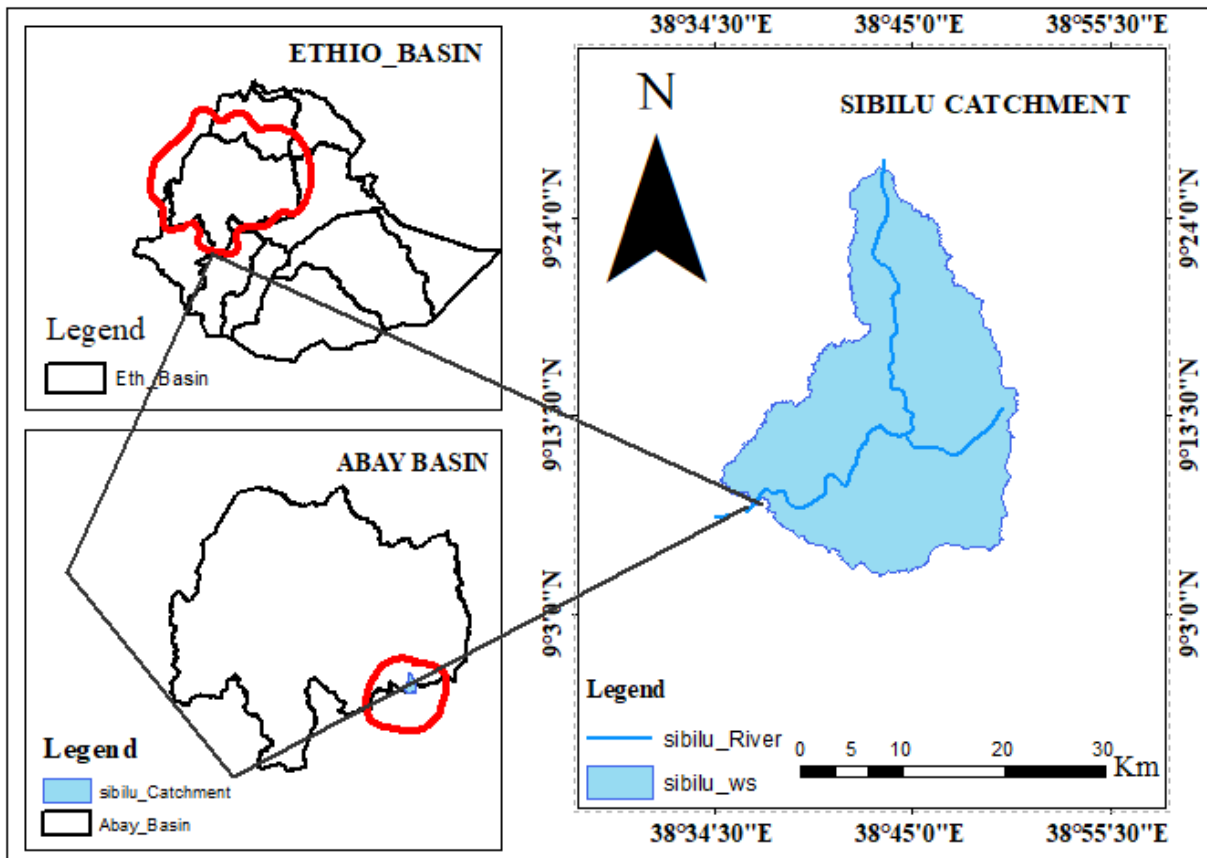 ETHIO_BASIN
Legend
Eth_Basin
ABAY BASIN
Legend
sibilu_Catchment
Abay_Basin
38°34'30"E 38°45'0"E 38°55'30"E
N
SIBILU CATCHMENT
9°24'0"N 9°24'0"N
9°13'30"N 9°13'30"N
9°3'0"N 9°3'0"N
Legend
sibilu_River
sibilu_ws
0 5 10 20 30
Km
38°34'30"E 38°45'0"E 38°55'30"E